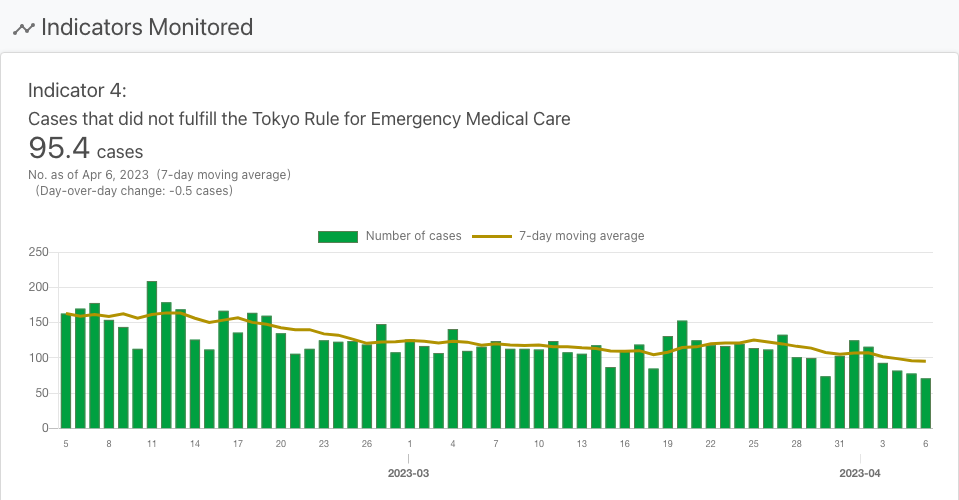 Indicators Monitored
Indicator 4:
Cases that did not fulfill the Tokyo Rule for Emergency Medical Care
95.4 cases
No. as of Apr 6, 2023 (7-day moving average)
(Day-over-day change: -0.5 cases)
Number of cases 7-day moving average
250
200
150
100
50
0
5 8 11 14 17 20 23 26 1 4 7 10 13 16 19 22 25 28 31 3 6
2023-03 2023-04